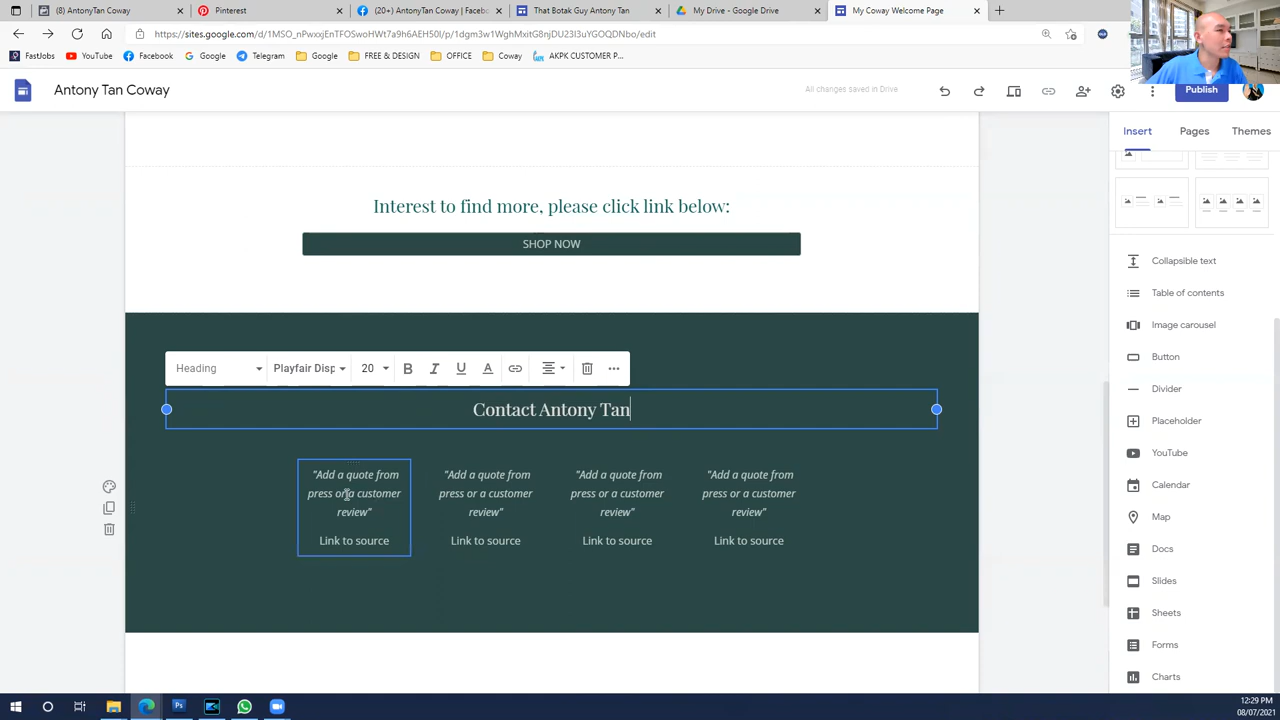 (8) AntonyTan Coway
Pinterest
(20+) AntonyTan Coway | Facebo
That Botak Guy Antony Tan
My Drive - Google Drive
My Coway Welcome Page
https://sites.google.com/d/1MSO_nPwxxjEnTFOSwoHWt7a9h6AEH50l/p/1dgm3w1WghMxitG8njDU23I3uYGOQDNbo/edit
FastJobs
YouTube
Facebook
Google
Telegram
Google
FREE & DESIGN
OFFICE
Coway
AKPK CUSTOMER P...
Antony Tan Coway
All changes saved in Drive
Publish
Insert
Pages
Themes
Interest to find more, please click link below:
SHOP NOW
Heading
Playfair Disp
20
B
I
U
A
Contact Antony Tan
"Add a quote from
press or a customer
review"
Link to source
"Add a quote from
press or a customer
review"
Link to source
"Add a quote from
press or a customer
review"
Link to source
"Add a quote from
press or a customer
review"
Link to source
Collapsible text
Table of contents
Image carousel
Button
Divider
Placeholder
YouTube
Calendar
Map
Docs
Slides
Sheets
Forms
Charts
12:29 PM
08/07/2021